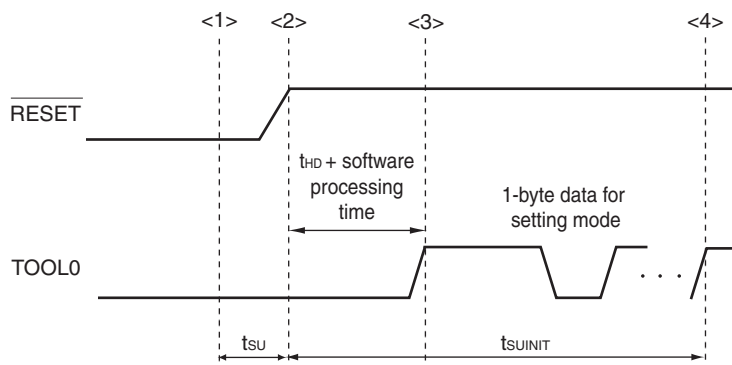 <1> <2> <3> <4>
RESET
tHD + software
processing
time
1-byte data for
setting mode
TOOL0
. . .
tSU
tSUINIT